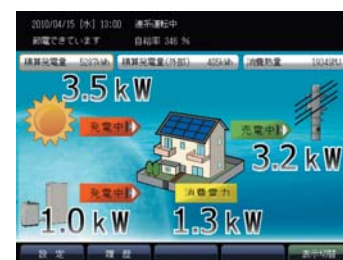 2010/04/15 [水] 13:00 連系運転中
節電できています 自給率 346 %
積算発電量 5287kWh 積算発電量(外部) 405kWh 消費熱量 19349MJ
3.5 kW
発電中
売電中
3.2 kW
発電中
消費電力
1.0 kW
1.3 kW
設 定
履 歴
表示切替